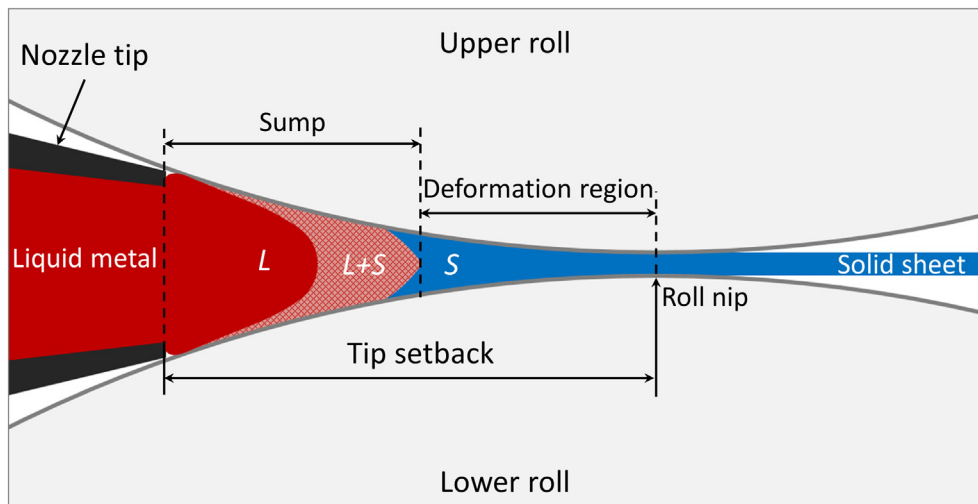 Upper roll
Nozzle tip
Sump
Deformation region
Liquid metal
L
L+S
S
Solid sheet
Roll nip
Tip setback
Lower roll